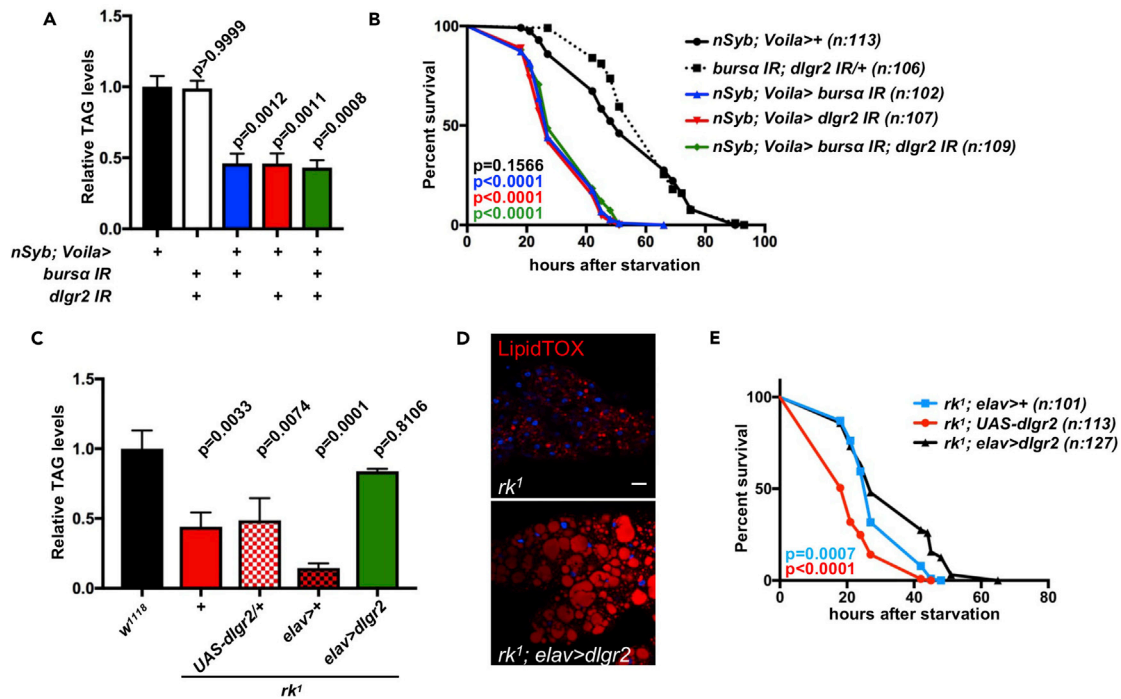 A
Relative TAG levels
1.5
1.0
0.5
0.0
p>0.9999
p=0.0012
p=0.0011
p=0.0008
nSyb; Voila> + + + +
bursα IR + + +
dlgr2 IR + + +
B
Percent survival
100
50
0
0 20 40 60 80 100
hours after starvation
p=0.1566
p<0.0001
p<0.0001
p<0.0001
nSyb; Voila>+ (n:113)
bursα IR; dlgr2 IR/+ (n:106)
nSyb; Voila> bursα IR (n:102)
nSyb; Voila> dlgr2 IR (n:107)
nSyb; Voila> bursα IR; dlgr2 IR (n:109)
C
Relative TAG levels
1.5
1.0
0.5
0.0
p=0.0033
p=0.0074
p=0.0001
p=0.8106
w1118
+
UAS-dlgr2/+
elav>+
elav>dlgr2
rk1
D
LipidTOX
rk1
rk1; elav>dlgr2
E
Percent survival
100
50
0
0 20 40 60 80
hours after starvation
p=0.0007
p<0.0001
rk1; elav>+ (n:101)
rk1; UAS-dlgr2 (n:113)
rk1; elav>dlgr2 (n:127)